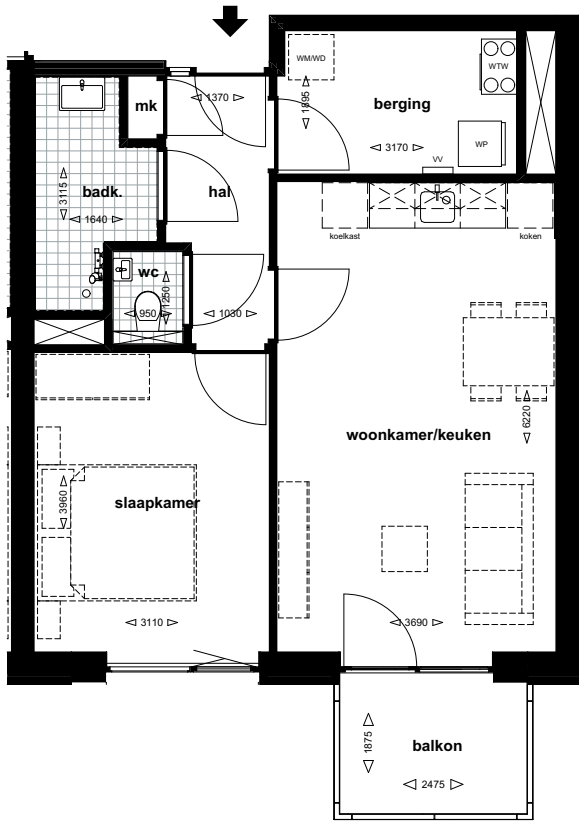 WM/WD
WTW
mk
1370
1895
berging
3170
WP
VV
badk.
3115
1640
hal
koelkast
koken
wc
1250
950
1030
woonkamer/keuken
6220
slaapkamer
3960
3110
3690
balkon
1875
2475